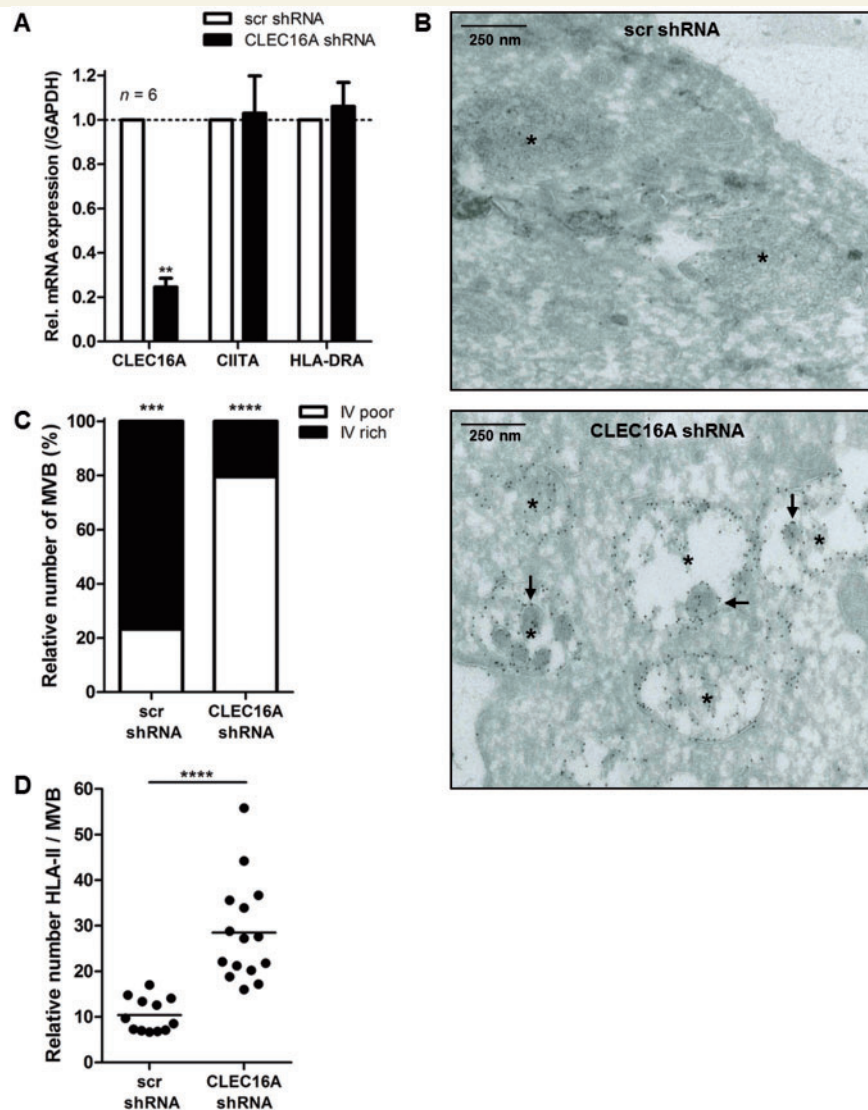 A
scr shRNA
CLEC16A shRNA
Rel. mRNA expression (/GAPDH)
1.2
1.0
0.8
0.6
0.4
0.2
0.0
n = 6
**
CLEC16A CIITA HLA-DRA
B
250 nm scr shRNA
*
*
250 nm CLEC16A shRNA
*
*
*
*
*
C
IV poor
IV rich
Relative number of MVB (%)
100
80
60
40
20
0
*** ****
scr shRNA
CLEC16A shRNA
D
Relative number HLA-II / MVB
60
50
40
30
20
10
0
****
scr shRNA
CLEC16A shRNA